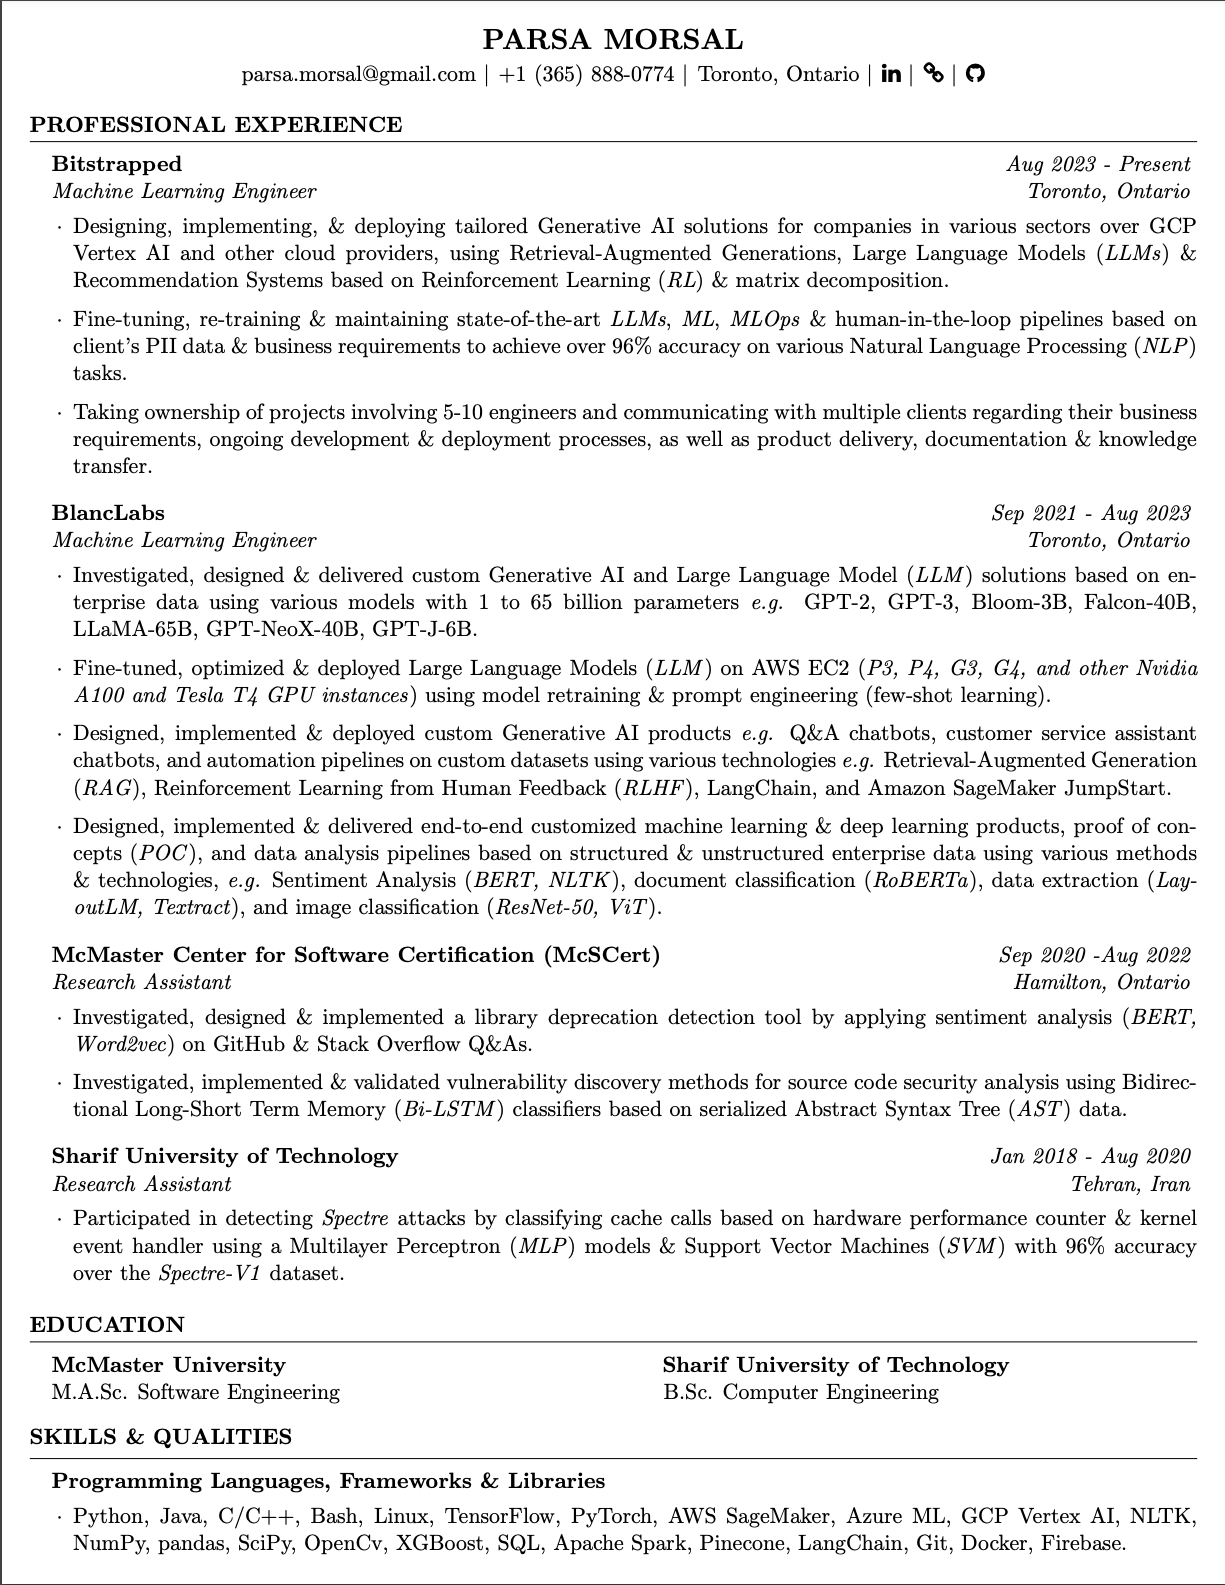 PARSA MORSAL
parsa.morsal@gmail.com | +1 (365) 888-0774 | Toronto, Ontario | in | |
PROFESSIONAL EXPERIENCE
Bitstrapped Aug 2023 - Present
Machine Learning Engineer Toronto, Ontario
· Designing, implementing, & deploying tailored Generative AI solutions for companies in various sectors over GCP
Vertex AI and other cloud providers, using Retrieval-Augmented Generations, Large Language Models (LLMs) &
Recommendation Systems based on Reinforcement Learning (RL) & matrix decomposition.
· Fine-tuning, re-training & maintaining state-of-the-art LLMs, ML, MLOps & human-in-the-loop pipelines based on
client's PII data & business requirements to achieve over 96% accuracy on various Natural Language Processing (NLP)
tasks.
· Taking ownership of projects involving 5-10 engineers and communicating with multiple clients regarding their business
requirements, ongoing development & deployment processes, as well as product delivery, documentation & knowledge
transfer.
BlancLabs Sep 2021 - Aug 2023
Machine Learning Engineer Toronto, Ontario
· Investigated, designed & delivered custom Generative AI and Large Language Model (LLM) solutions based on en-
terprise data using various models with 1 to 65 billion parameters e.g. GPT-2, GPT-3, Bloom-3B, Falcon-40B,
LLaMA-65B, GPT-NeoX-40B, GPT-J-6B.
· Fine-tuned, optimized & deployed Large Language Models (LLM) on AWS EC2 (P3, P4, G3, G4, and other Nvidia
A100 and Tesla T4 GPU instances) using model retraining & prompt engineering (few-shot learning).
· Designed, implemented & deployed custom Generative AI products e.g. Q&A chatbots, customer service assistant
chatbots, and automation pipelines on custom datasets using various technologies e.g. Retrieval-Augmented Generation
(RAG), Reinforcement Learning from Human Feedback (RLHF), LangChain, and Amazon SageMaker JumpStart.
· Designed, implemented & delivered end-to-end customized machine learning & deep learning products, proof of con-
cepts (POC), and data analysis pipelines based on structured & unstructured enterprise data using various methods
& technologies, e.g. Sentiment Analysis (BERT, NLTK), document classification (RoBERTa), data extraction (Lay-
outLM, Textract), and image classification (ResNet-50, ViT).
McMaster Center for Software Certification (McSCert) Sep 2020 -Aug 2022
Research Assistant Hamilton, Ontario
· Investigated, designed & implemented a library deprecation detection tool by applying sentiment analysis (BERT,
Word2vec) on GitHub & Stack Overflow Q&As.
· Investigated, implemented & validated vulnerability discovery methods for source code security analysis using Bidirec-
tional Long-Short Term Memory (Bi-LSTM) classifiers based on serialized Abstract Syntax Tree (AST) data.
Sharif University of Technology Jan 2018 - Aug 2020
Research Assistant Tehran, Iran
· Participated in detecting Spectre attacks by classifying cache calls based on hardware performance counter & kernel
event handler using a Multilayer Perceptron (MLP) models & Support Vector Machines (SVM) with 96% accuracy
over the Spectre-V1 dataset.
EDUCATION
McMaster University Sharif University of Technology
M.A.Sc. Software Engineering B.Sc. Computer Engineering
SKILLS & QUALITIES
Programming Languages, Frameworks & Libraries
· Python, Java, C/C++, Bash, Linux, TensorFlow, PyTorch, AWS SageMaker, Azure ML, GCP Vertex AI, NLTK,
NumPy, pandas, SciPy, OpenCv, XGBoost, SQL, Apache Spark, Pinecone, LangChain, Git, Docker, Firebase.